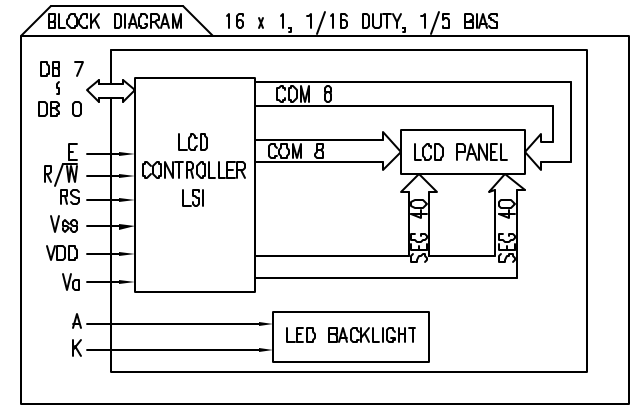 BLOCK DIAGRAM 16 x 1, 1/16 DUTY, 1/5 BIAS
DB 7
DB 0
E
R/W
RS
Vss
VDD
Vo
A
K
LCD
CONTROLLER
LSI
COM 8
COM 8
LCD PANEL
SEG 40
SEG 40
LED BACKLIGHT